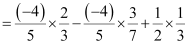 = (-4)/5 × 2/3 − (-4)/5 × 3/7 + 1/2 × 1/3